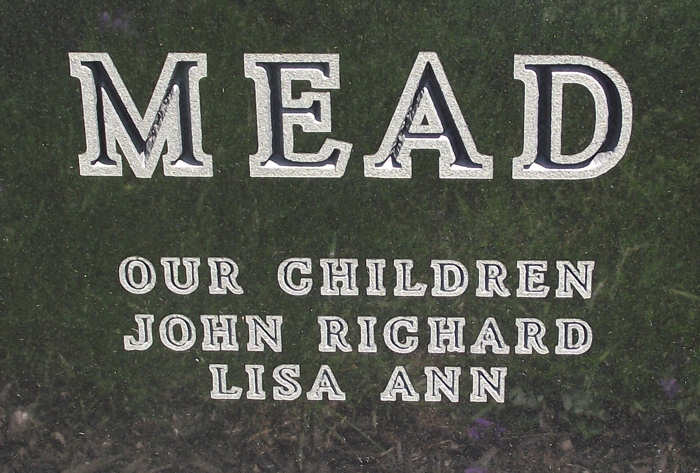 MEAD
OUR CHILDREN
JOHN RICHARD
LISA ANN